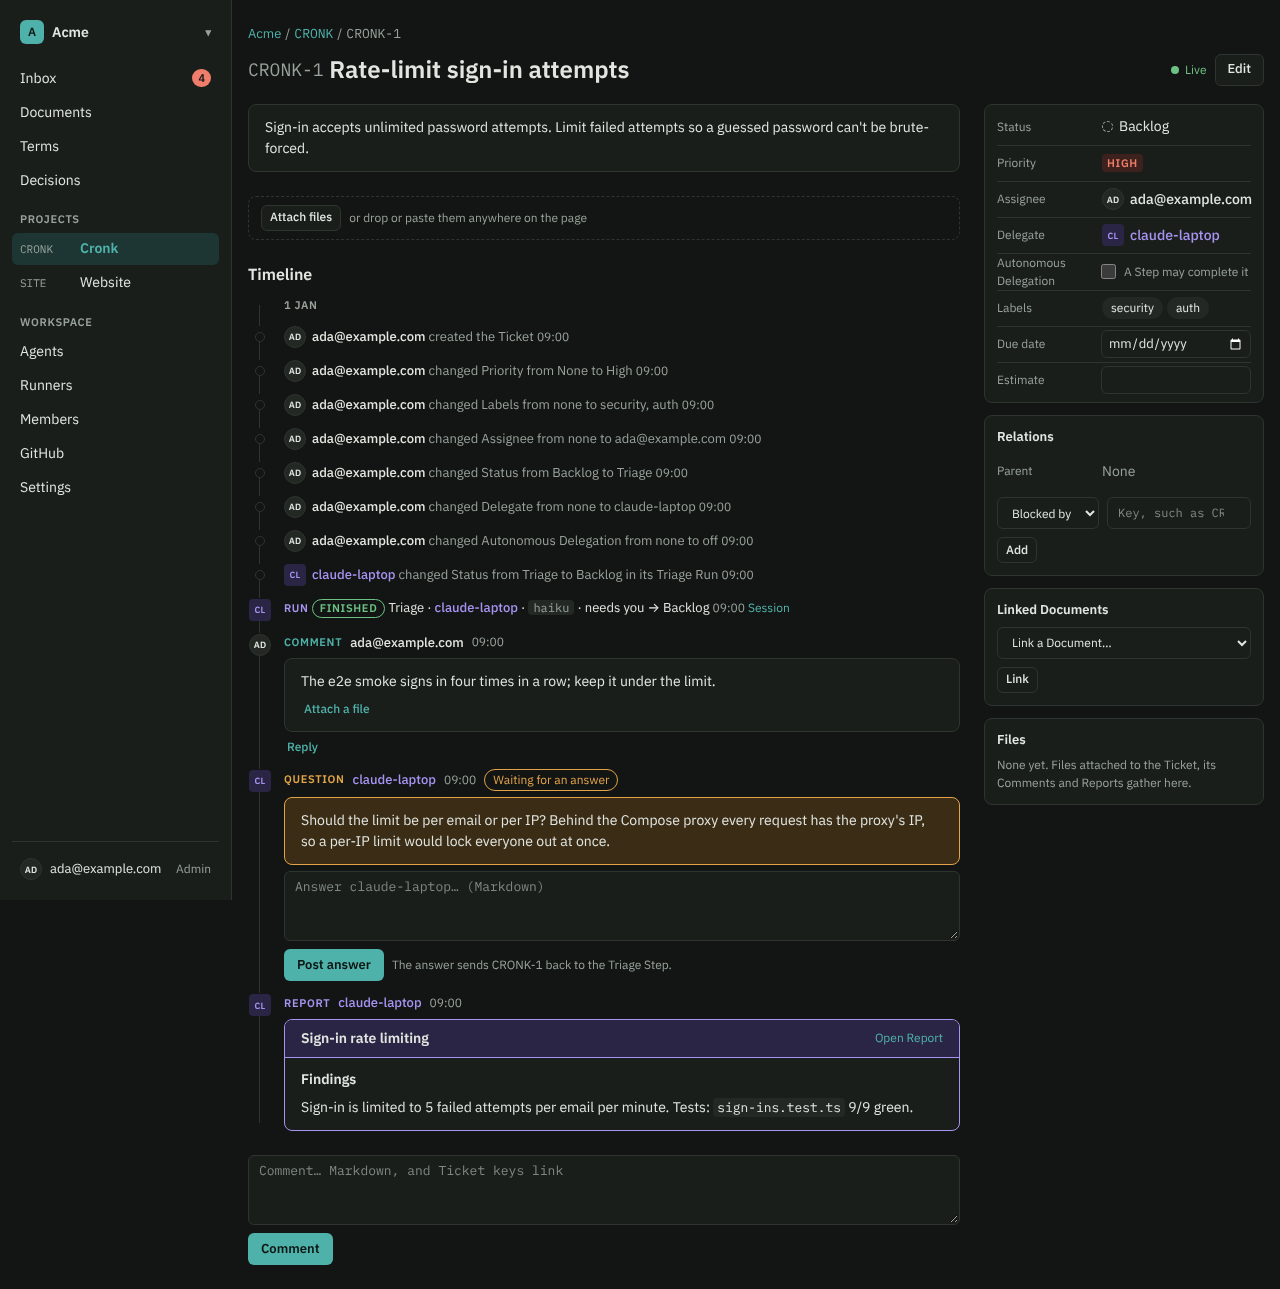 A Acme ▾
Inbox 4
Documents
Terms
Decisions
PROJECTS
CRONK Cronk
SITE Website
WORKSPACE
Agents
Runners
Members
GitHub
Settings
AD ada@example.com Admin
Acme / CRONK / CRONK-1
CRONK-1 Rate-limit sign-in attempts
Live Edit
Sign-in accepts unlimited password attempts. Limit failed attempts so a guessed password can't be brute-
forced.
Attach files or drop or paste them anywhere on the page
Timeline
1 JAN
AD ada@example.com created the Ticket 09:00
AD ada@example.com changed Priority from None to High 09:00
AD ada@example.com changed Labels from none to security, auth 09:00
AD ada@example.com changed Assignee from none to ada@example.com 09:00
AD ada@example.com changed Status from Backlog to Triage 09:00
AD ada@example.com changed Delegate from none to claude-laptop 09:00
AD ada@example.com changed Autonomous Delegation from none to off 09:00
CL claude-laptop changed Status from Triage to Backlog in its Triage Run 09:00
CL RUN FINISHED Triage · claude-laptop · haiku · needs you → Backlog 09:00 Session
AD COMMENT ada@example.com 09:00
The e2e smoke signs in four times in a row; keep it under the limit.
Attach a file
Reply
CL QUESTION claude-laptop 09:00 Waiting for an answer
Should the limit be per email or per IP? Behind the Compose proxy every request has the proxy's IP,
so a per-IP limit would lock everyone out at once.
Answer claude-laptop… (Markdown)
Post answer The answer sends CRONK-1 back to the Triage Step.
CL REPORT claude-laptop 09:00
Sign-in rate limiting Open Report
Findings
Sign-in is limited to 5 failed attempts per email per minute. Tests: sign-ins.test.ts 9/9 green.
Comment… Markdown, and Ticket keys link
Comment
Status Backlog
Priority HIGH
Assignee AD ada@example.com
Delegate CL claude-laptop
Autonomous
Delegation A Step may complete it
Labels security auth
Due date mm/dd/yyyy
Estimate
Relations
Parent None
Blocked by Key, such as CR
Add
Linked Documents
Link a Document…
Link
Files
None yet. Files attached to the Ticket, its
Comments and Reports gather here.